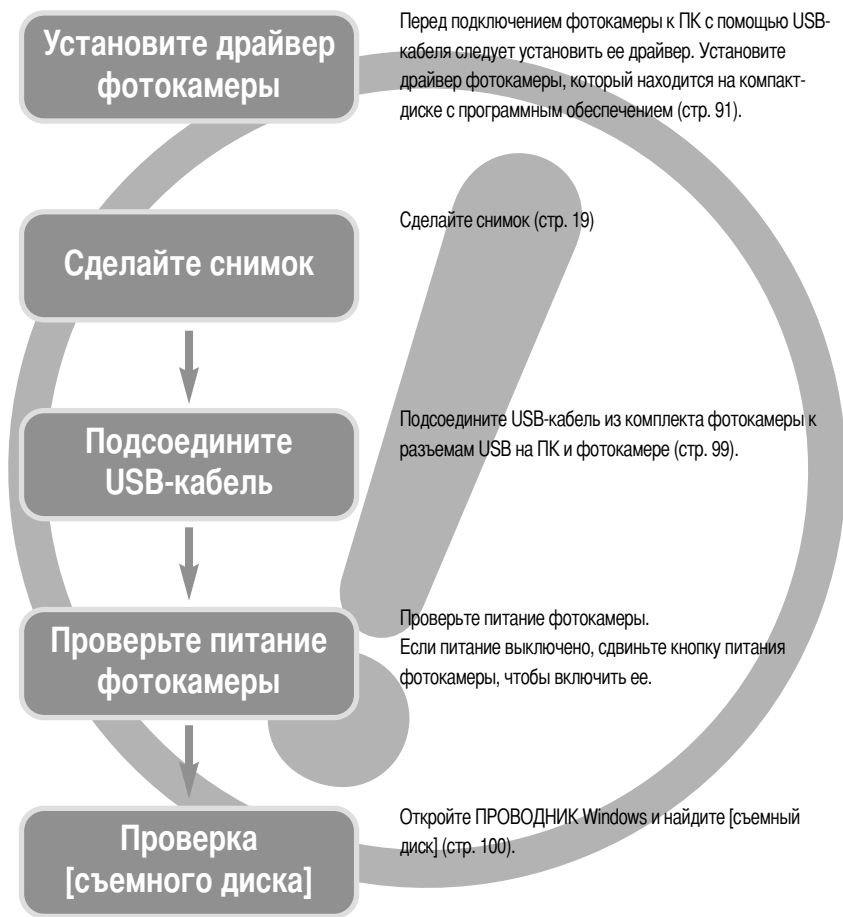 Установите драйвер
фотокамеры
Перед подключением фотокамеры к ПК с помощью USB-
кабеля следует установить ее драйвер. Установите
драйвер фотокамеры, который находится на компакт-
диске с программным обеспечением (стр. 91).
Сделайте снимок
Сделайте снимок (стр. 19)
Подсоедините
USB-кабель
Подсоедините USB-кабель из комплекта фотокамеры к
разъемам USB на ПК и фотокамере (стр. 99).
Проверьте питание
фотокамеры
Проверьте питание фотокамеры.
Если питание выключено, сдвиньте кнопку питания
фотокамеры, чтобы включить ее.
Проверка
[съемного диска]
Откройте ПРОВОДНИК Windows и найдите [съемный
диск] (стр. 100).